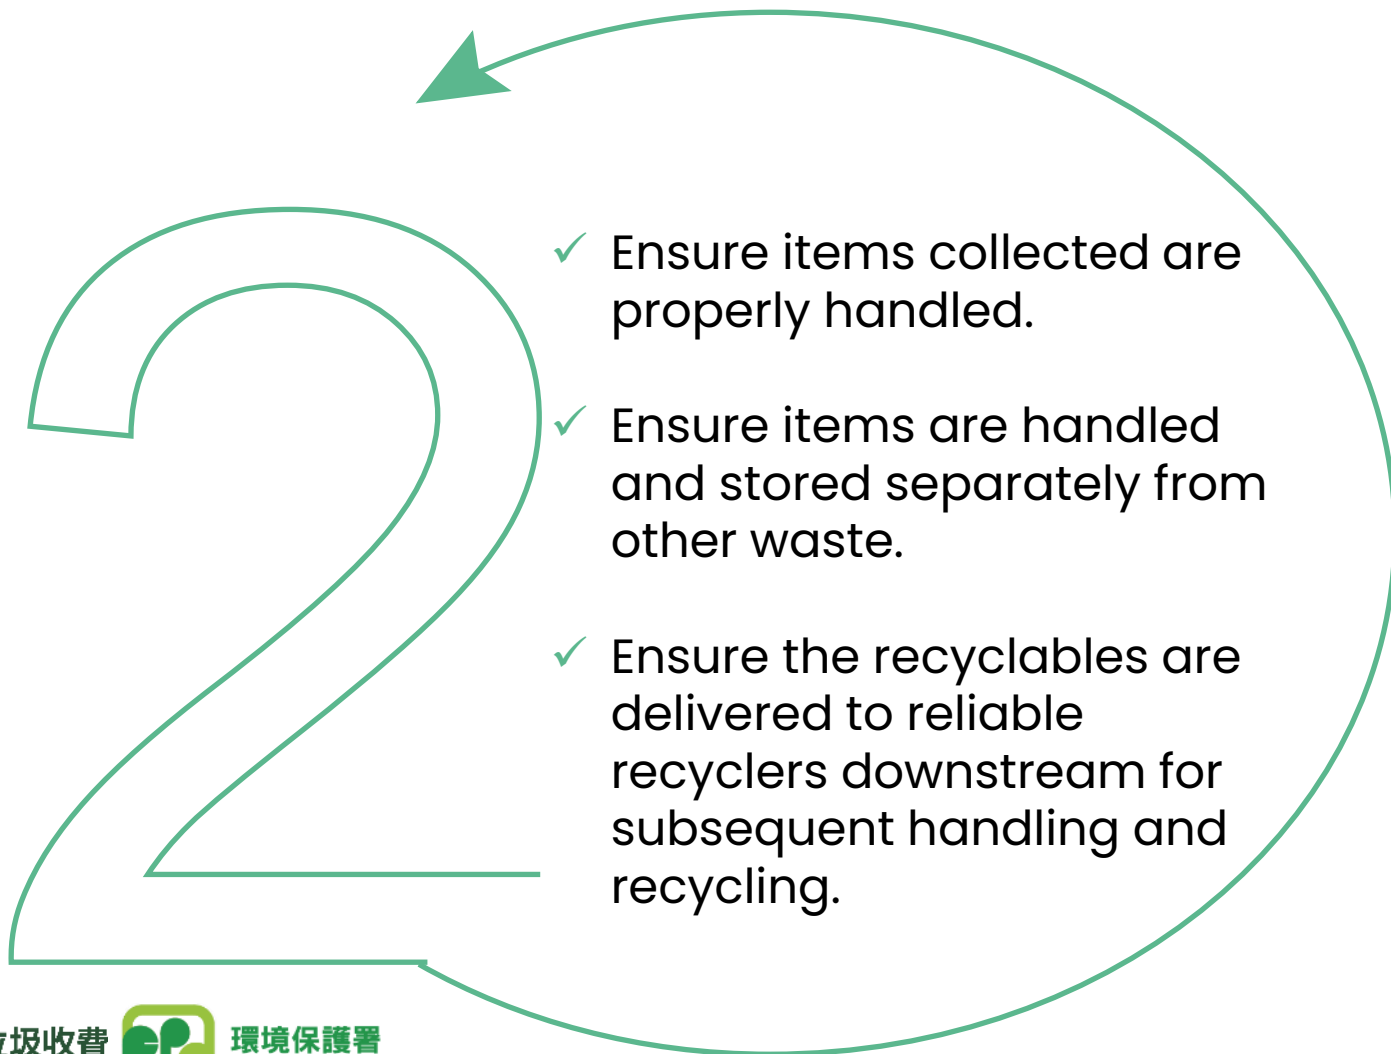 2
✓ Ensure items collected are
properly handled.
✓ Ensure items are handled
and stored separately from
other waste.
✓ Ensure the recyclables are
delivered to reliable
recyclers downstream for
subsequent handling and
recycling.
圾收費
環境保護署